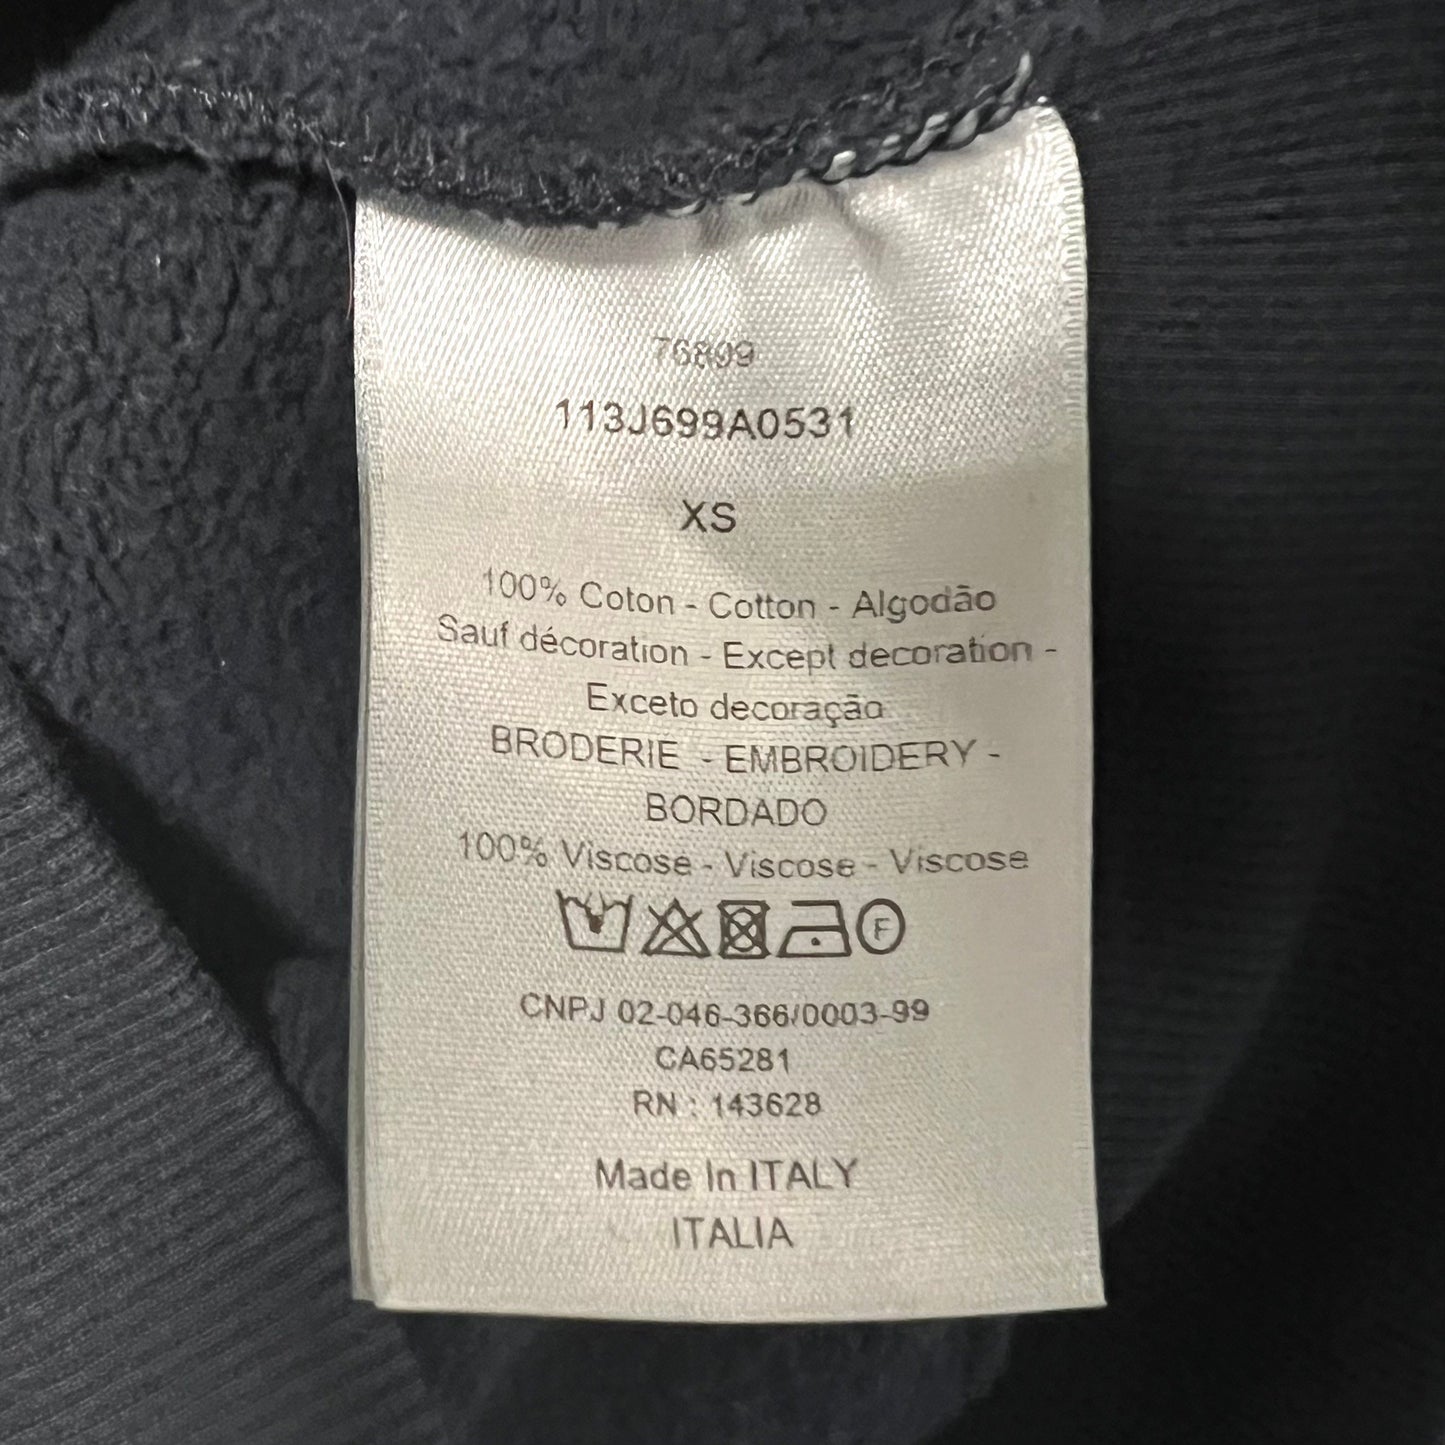 76899
113J699A0531
XS
100% Coton - Cotton - Algodão
Sauf décoration - Except decoration -
Exceto decoração
BRODERIE - EMBROIDERY -
BORDADO
100% Viscose - Viscose - Viscose
F
CNPJ 02-046-366/0003-99
CA65281
RN : 143628
Made In ITALY
ITALIA